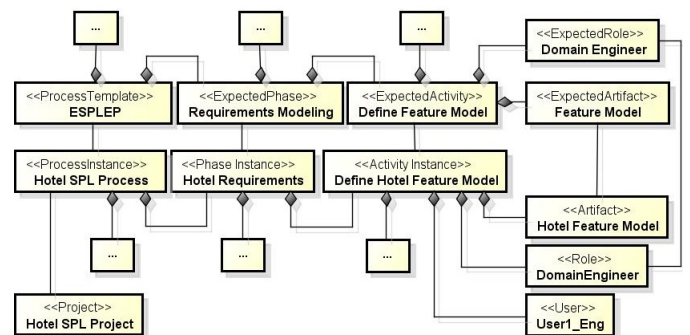 ...
...
...
<<ExpectedRole>>
Domain Engineer
<<ProcessTemplate>>
ESPLEP
<<ExpectedPhase>>
Requirements Modeling
<<ExpectedActivity>>
Define Feature Model
<<ExpectedArtifact>>
Feature Model
<<ProcessInstance>>
Hotel SPL Process
<<Phase Instance>>
Hotel Requirements
<<Activity Instance>>
Define Hotel Feature Model
<<Artifact>>
Hotel Feature Model
...
...
...
<<Role>>
DomainEngineer
<<Project>>
Hotel SPL Project
<<User>>
User1_Eng